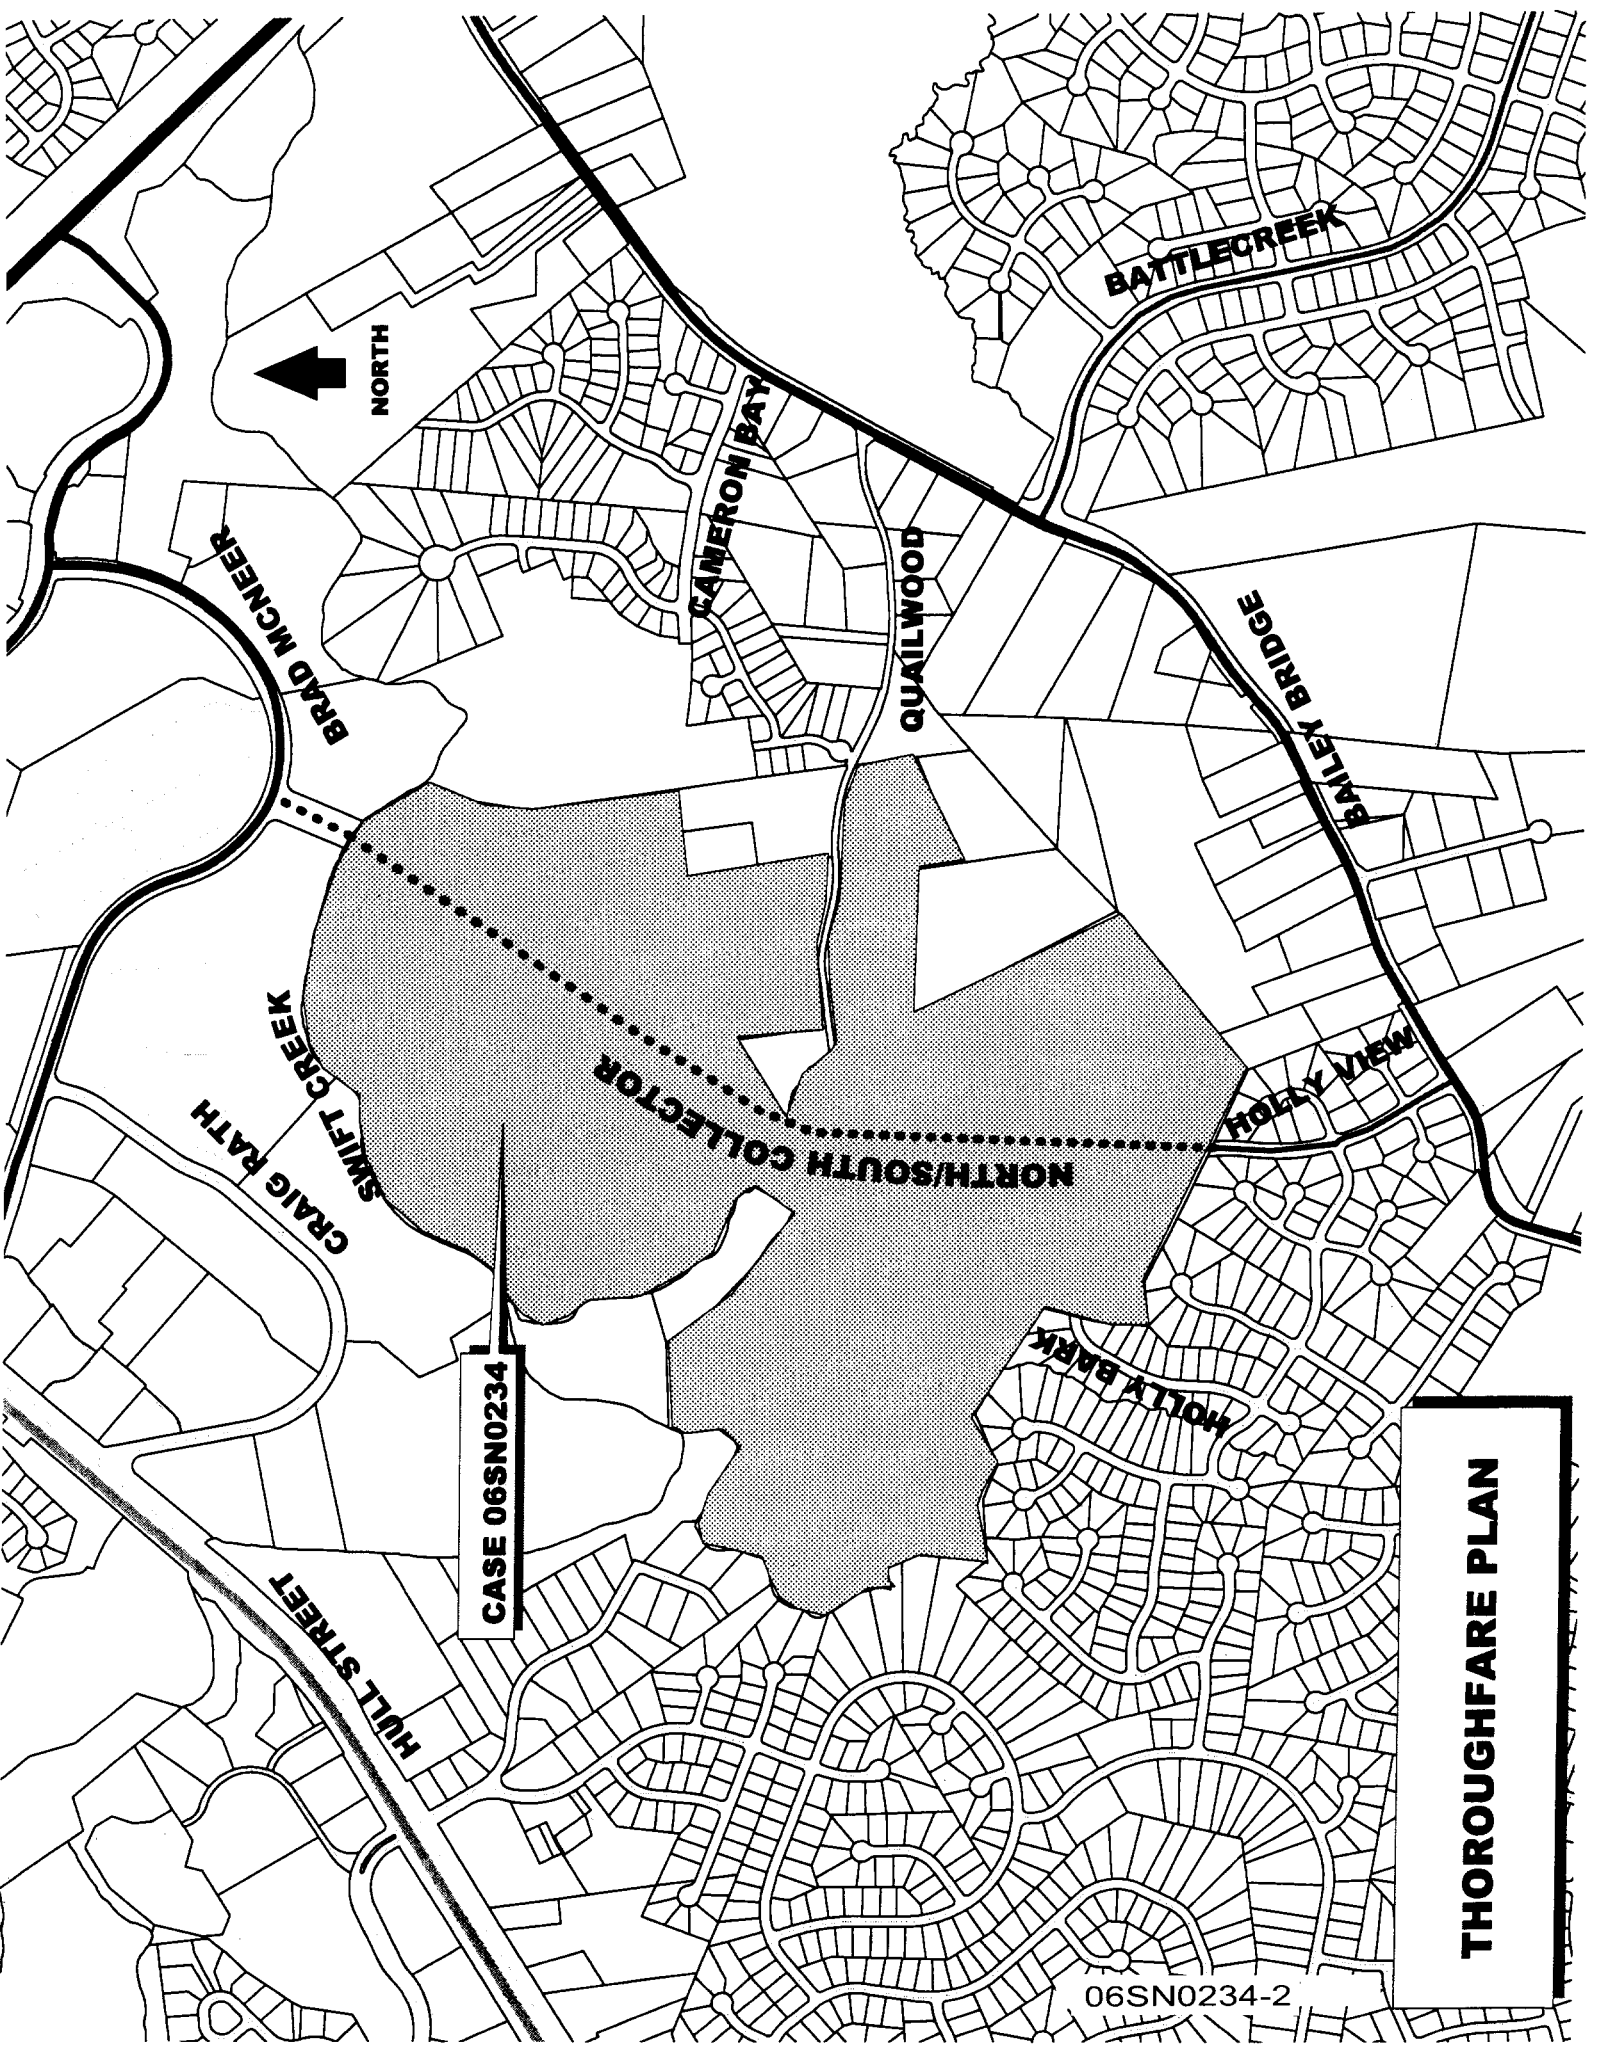 NORTH
BATTLECREEK
CAMERON BAY
BRAD MCNEER
QUAILWOOD
BAILEY BRIDGE
SWIFT CREEK
CRAIG RATH
NORTH/SOUTH COLLECTOR
HOLLY VIEW
HOLLY BARK
CASE 06SN0234
HULL STREET
THOROUGHFARE PLAN
06SN0234-2